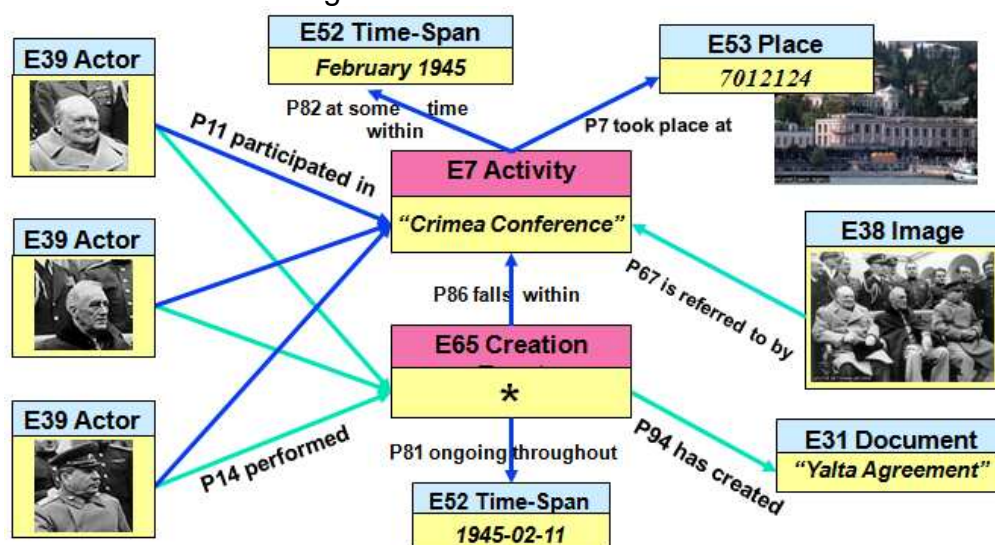 E52 Time-Span
February 1945
E53 Place
7012124
E39 Actor
P82 at some time
within
P7 took place at
P11 participated in
E7 Activity
“Crimea Conference”
E39 Actor
E38 Image
P86 falls within
P67 is referred to by
E65 Creation
*
E39 Actor
P14 performed
P81 ongoing throughout
P94 has created
E31 Document
“Yalta Agreement”
E52 Time-Span
1945-02-11